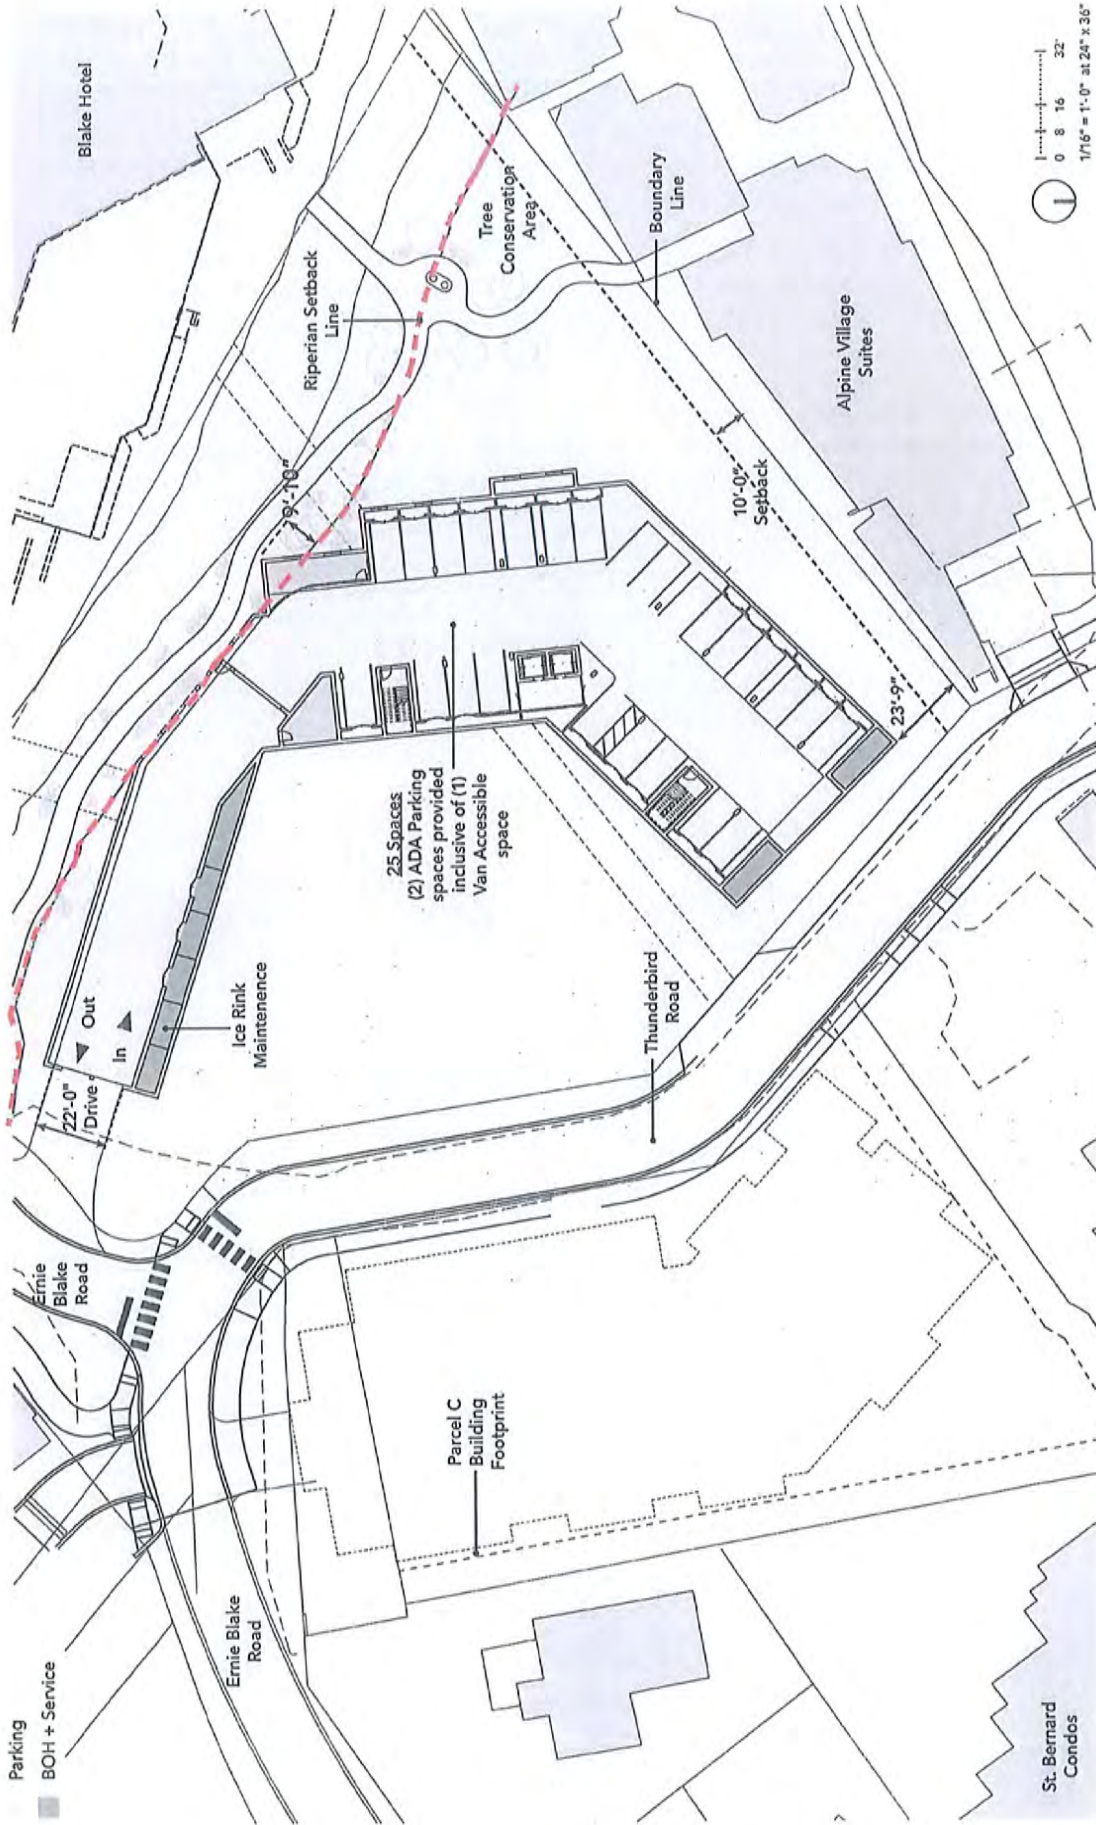 Parking
BOH + Service
Blake Hotel
Riperian Setback
Line
Tree
Conservation
Area
Boundary
Line
Alpine Village
Suites
10'-0"
Setback
23'-9"
22'-0"
Drive
Out
In
Ice Rink
Maintenence
25 Spaces
(2) ADA Parking
spaces provided
inclusive of (1)
Van Accessible
space
Thunderbird
Road
Ernie
Blake
Road
Ernie Blake
Road
Parcel C
Building
Footprint
St. Bernard
Condos
0 8 16 32'
1/16" = 1'-0" at 24" x 36"